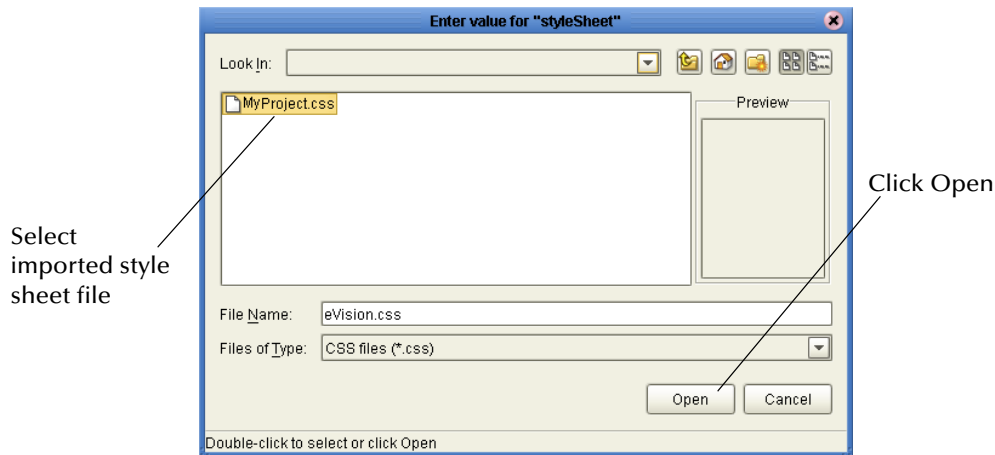 Enter value for "styleSheet"
Look In:
MyProject.css
Preview
Click Open
Select
imported style
sheet file
File Name:
eVision.css
Files of Type:
CSS files (*.css)
Open
Cancel
Double-click to select or click Open